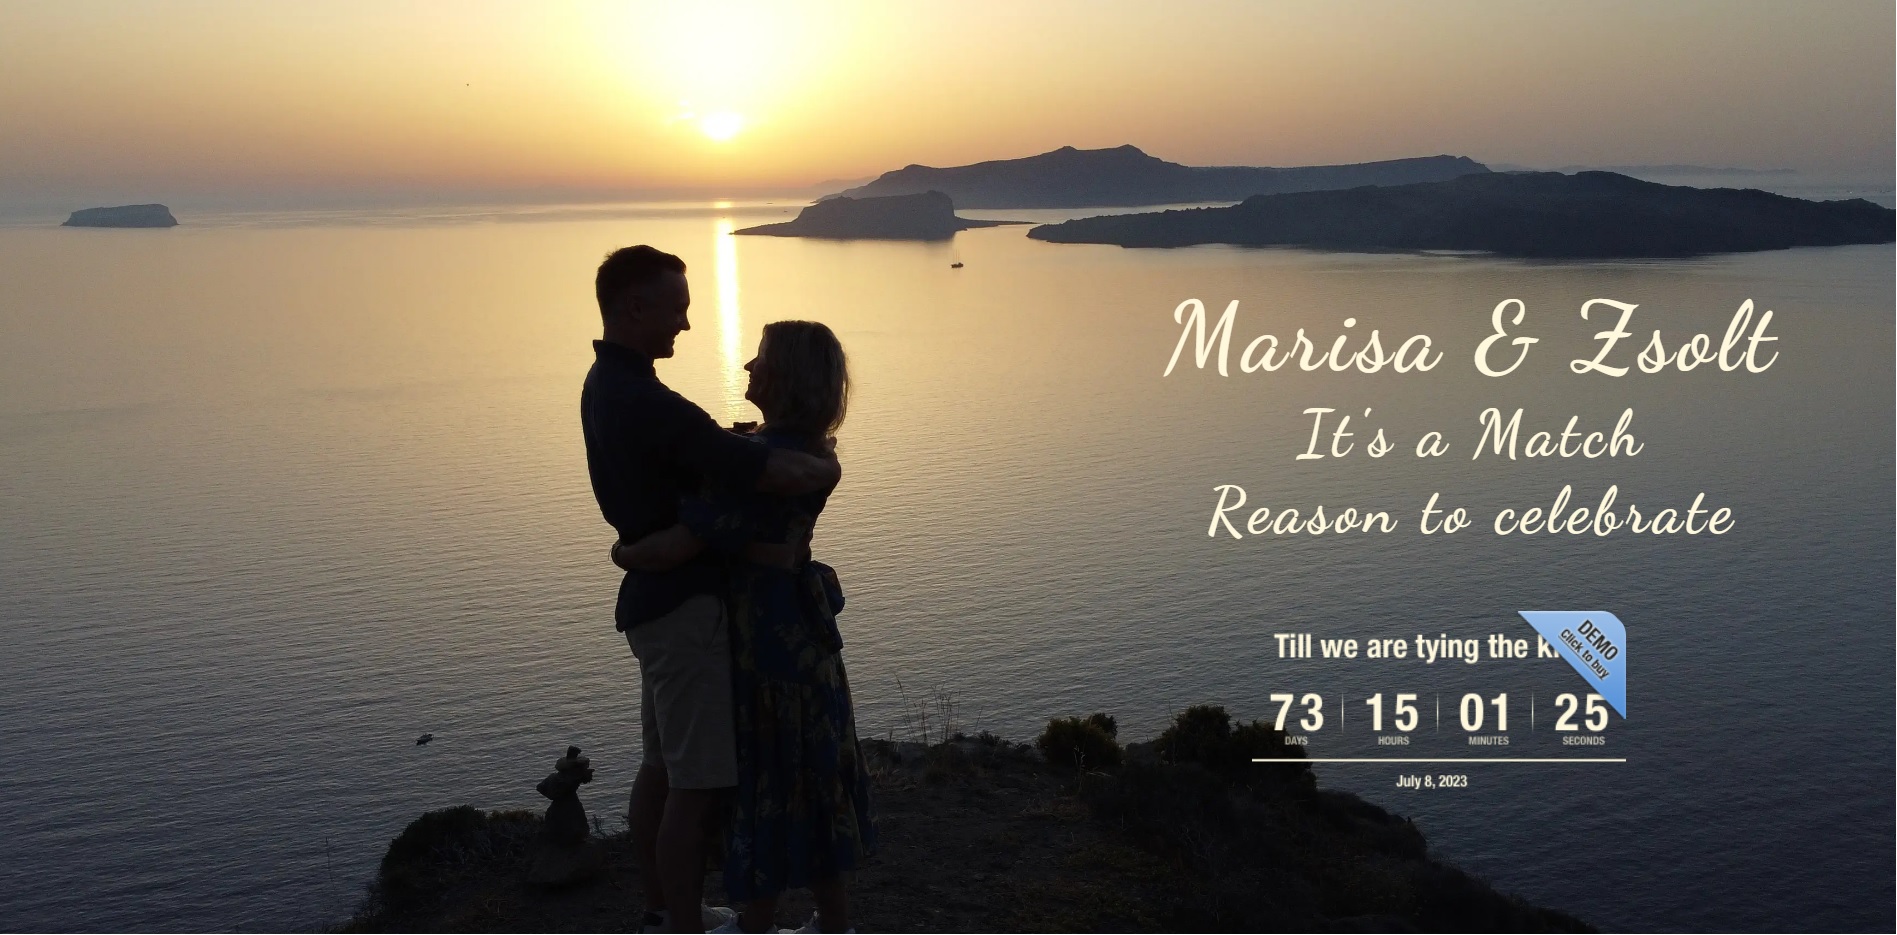 Marisa & Zsolt
It's a Match
Reason to celebrate
Till we are tying the
DEMO
Click to buy
73 15 01 25
DAYS HOURS MINUTES SECONDS
July 8, 2023